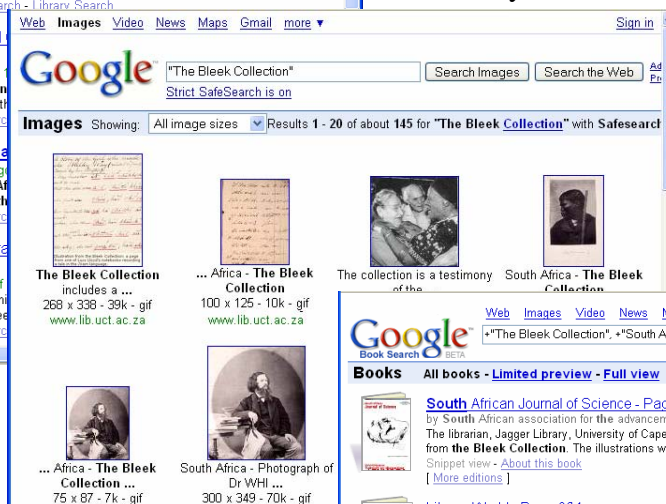 arch - Library Search
Web Images Video News Maps Gmail more ▼ Sign in
Google
"The Bleek Collection" Search Images Search the Web
Strict SafeSearch is on
Images Showing: All image sizes Results 1 - 20 of about 145 for "The Bleek Collection" with Safesearch
The Bleek Collection
includes a ...
268 x 338 - 39k - gif
www.lib.uct.ac.za
... Africa - The Bleek
Collection
100 x 125 - 10k - gif
www.lib.uct.ac.za
The collection is a testimony
of the
South Africa - The Bleek
Collection
... Africa - The Bleek
Collection ...
75 x 87 - 7k - gif
South Africa - Photograph of
Dr WHI ...
300 x 349 - 70k - gif
Web Images Video News
Google
Book Search BETA
+"The Bleek Collection", +"South A
Books All books - Limited preview - Full view
South African Journal of Science - Pag
by South African association for the advancem
The librarian, Jagger Library, University of Cape
from the Bleek Collection. The illustrations w
Snippet view - About this book
[ More editions ]